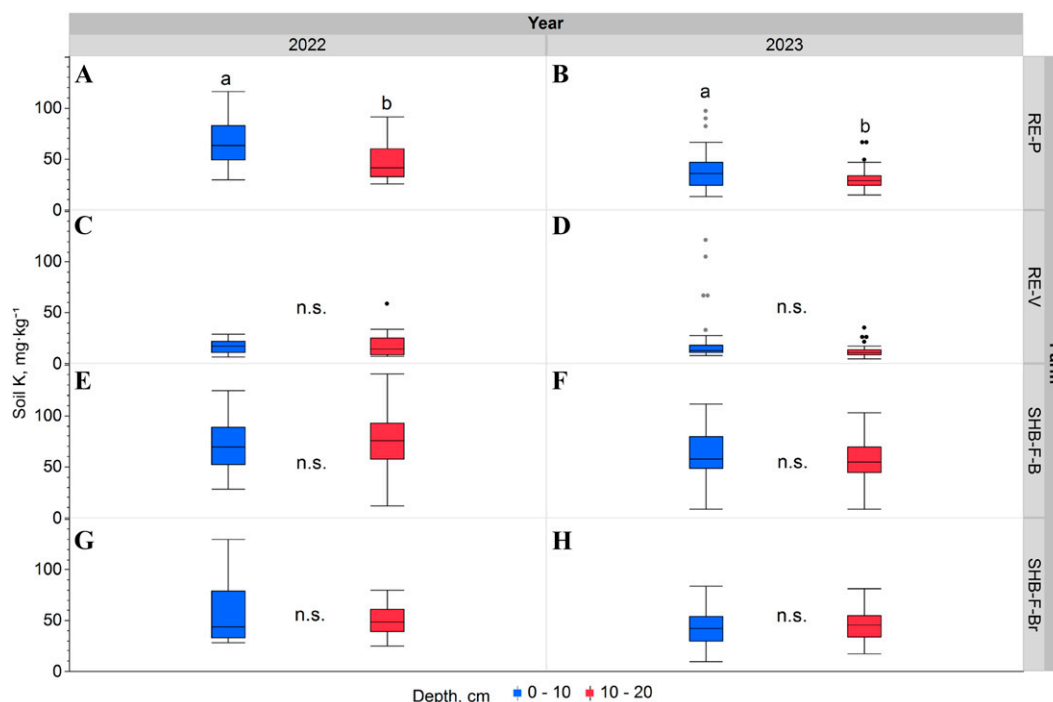 Year
2022 2023
A a b B a b RE-P
100
50
0
C n.s. D n.s. RE-V
50
0
E n.s. F n.s. SHB-F-B
100
50
0
G n.s. H n.s. SHB-F-Br
100
50
0
Soil K, mg·kg⁻¹
Depth, cm 0 - 10 10 - 20